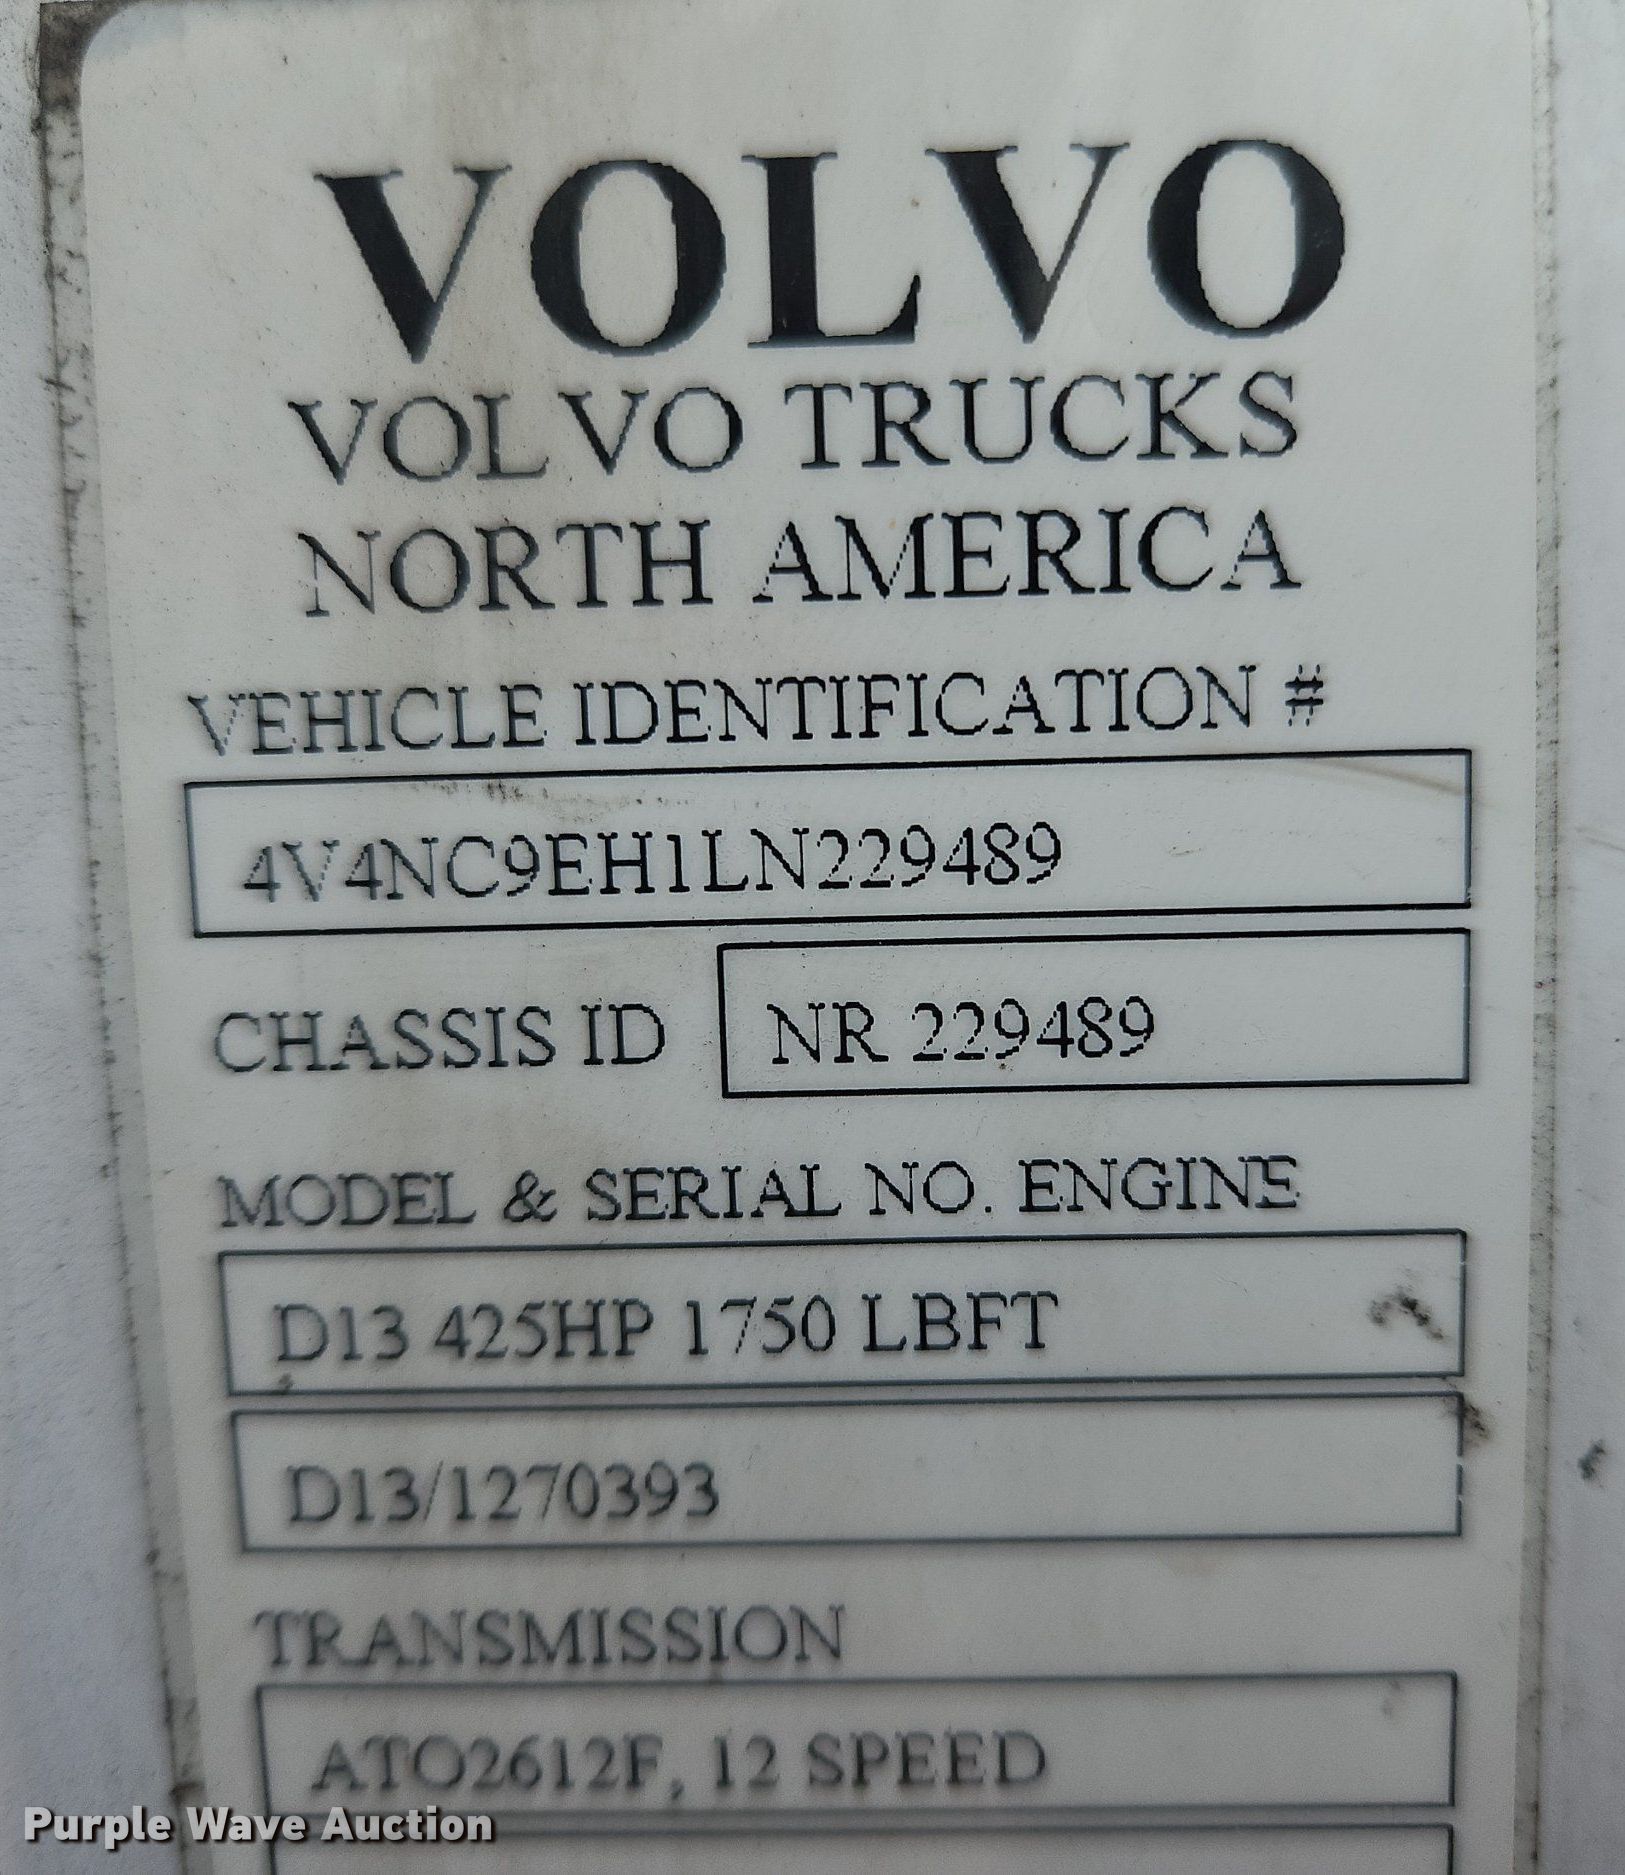 VOLVO
VOLVO TRUCKS
NORTH AMERICA
VEHICLE IDENTIFICATION #
4V4NC9EH1LN229489
CHASSIS ID NR 229489
MODEL & SERIAL NO. ENGINE
D13 425HP 1750 LBFT
D13/1270393
TRANSMISSION
ATO2612F, 12 SPEED
Purple Wave Auction